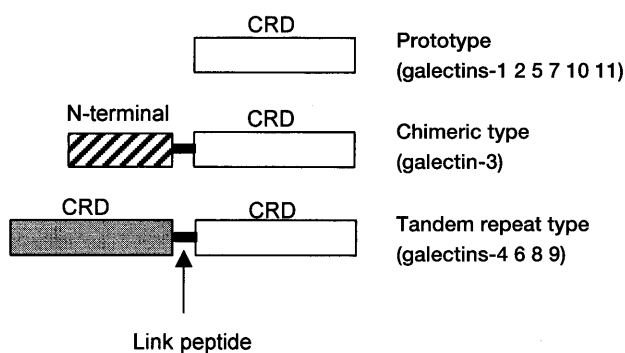 CRD
Prototype
(galectins-1 2 5 7 10 11)
N-terminal
CRD
Chimeric type
(galectin-3)
CRD
CRD
Tandem repeat type
(galectins-4 6 8 9)
Link peptide